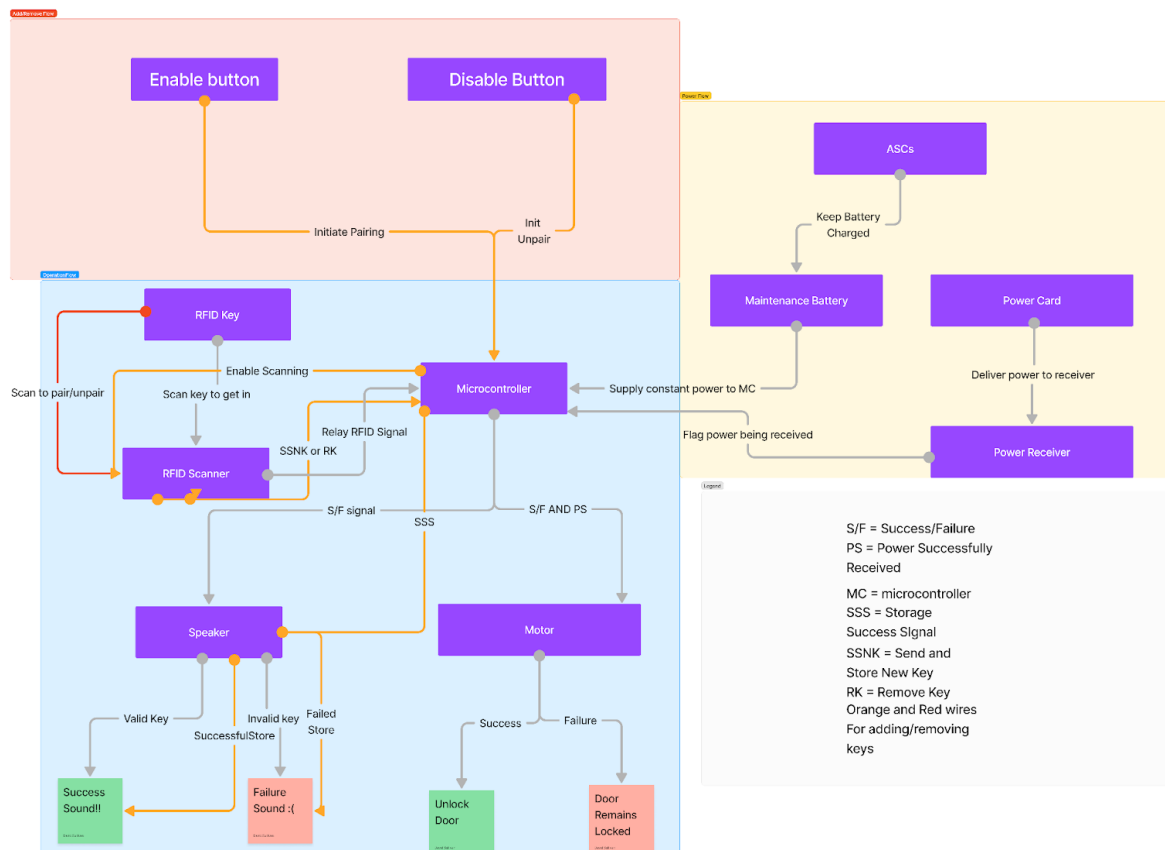 Add/Remove Flow
Enable button
Disable Button
Initiate Pairing
Init
Unpair
Power Flow
ASCs
Keep Battery
Charged
Maintenance Battery
Power Card
Supply constant power to MC
Deliver power to receiver
Flag power being received
Power Receiver
OperationFlow
RFID Key
Enable Scanning
Microcontroller
Scan to pair/unpair
Scan key to get in
Relay RFID Signal
SSNK or RK
RFID Scanner
S/F signal
SSS
S/F AND PS
Speaker
Motor
Valid Key
SuccessfulStore
Invalid key
Failed
Store
Success
Failure
Success
Sound!!
Failure
Sound :(
Unlock
Door
Door
Remains
Locked
Legend
S/F = Success/Failure
PS = Power Successfully
Received
MC = microcontroller
SSS = Storage
Success SIgnal
SSNK = Send and
Store New Key
RK = Remove Key
Orange and Red wires
For adding/removing
keys